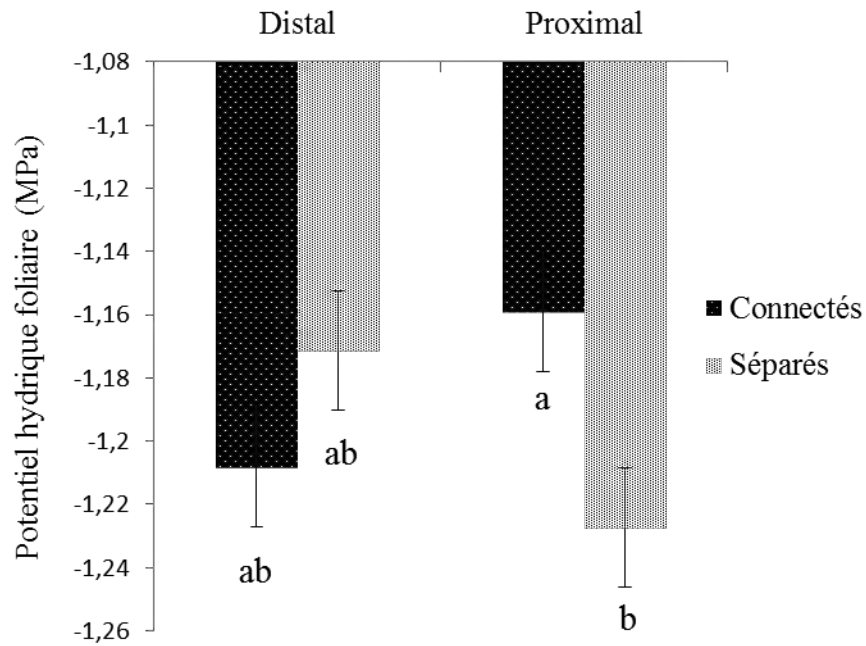 Distal Proximal
Potentiel hydrique foliaire (MPa)
-1,08
-1,1
-1,12
-1,14
-1,16
-1,18
-1,2
-1,22
-1,24
-1,26
ab
ab
a
b
Connectés
Séparés